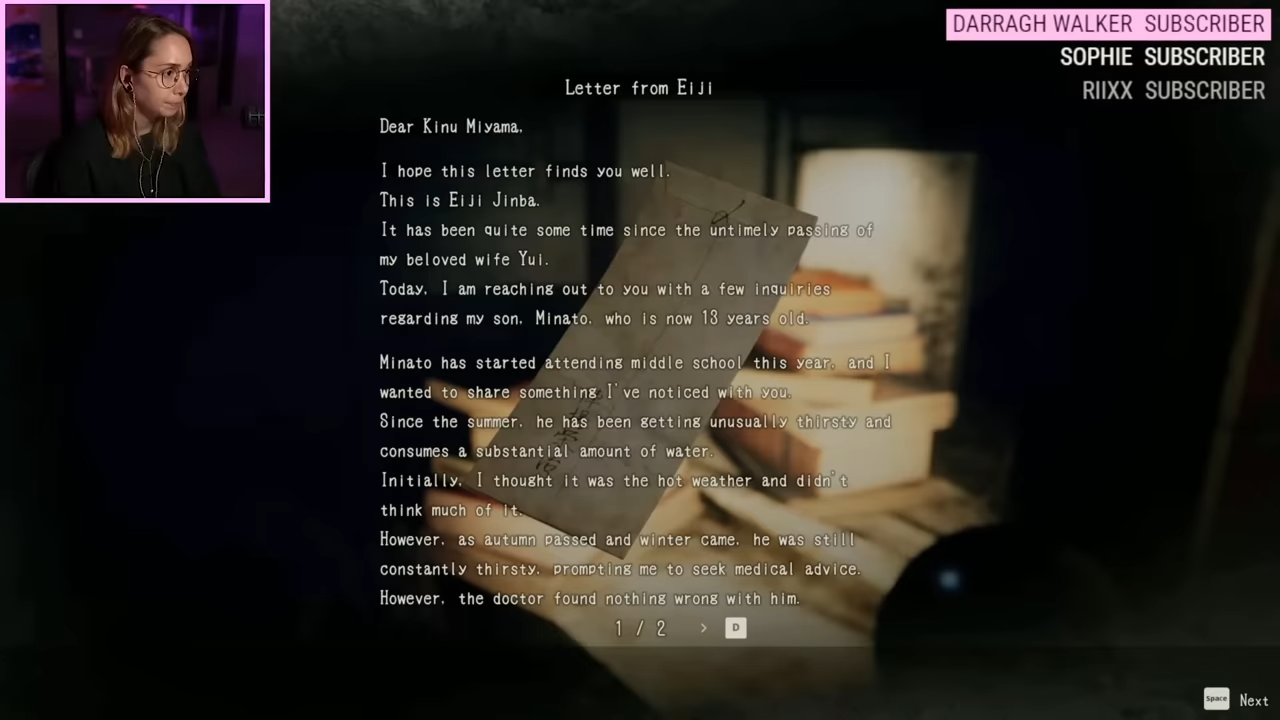 DARRAGH WALKER SUBSCRIBER
SOPHIE SUBSCRIBER
RIIXX SUBSCRIBER
Letter from Eiji
Dear Kinu Miyama,
I hope this letter finds you well.
This is Eiji Jinba.
It has been quite some time since the untimely passing of
my beloved wife Yui.
Today, I am reaching out to you with a few inquiries
regarding my son, Minato, who is now 13 years old.
Minato has started attending middle school this year, and I
wanted to share something I've noticed with you.
Since the summer, he has been getting unusually thirsty and
consumes a substantial amount of water.
Initially, I thought it was the hot weather and didn't
think much of it.
However, as autumn passed and winter came, he was still
constantly thirsty, prompting me to seek medical advice.
However, the doctor found nothing wrong with him.
1 / 2 > D
Space Next